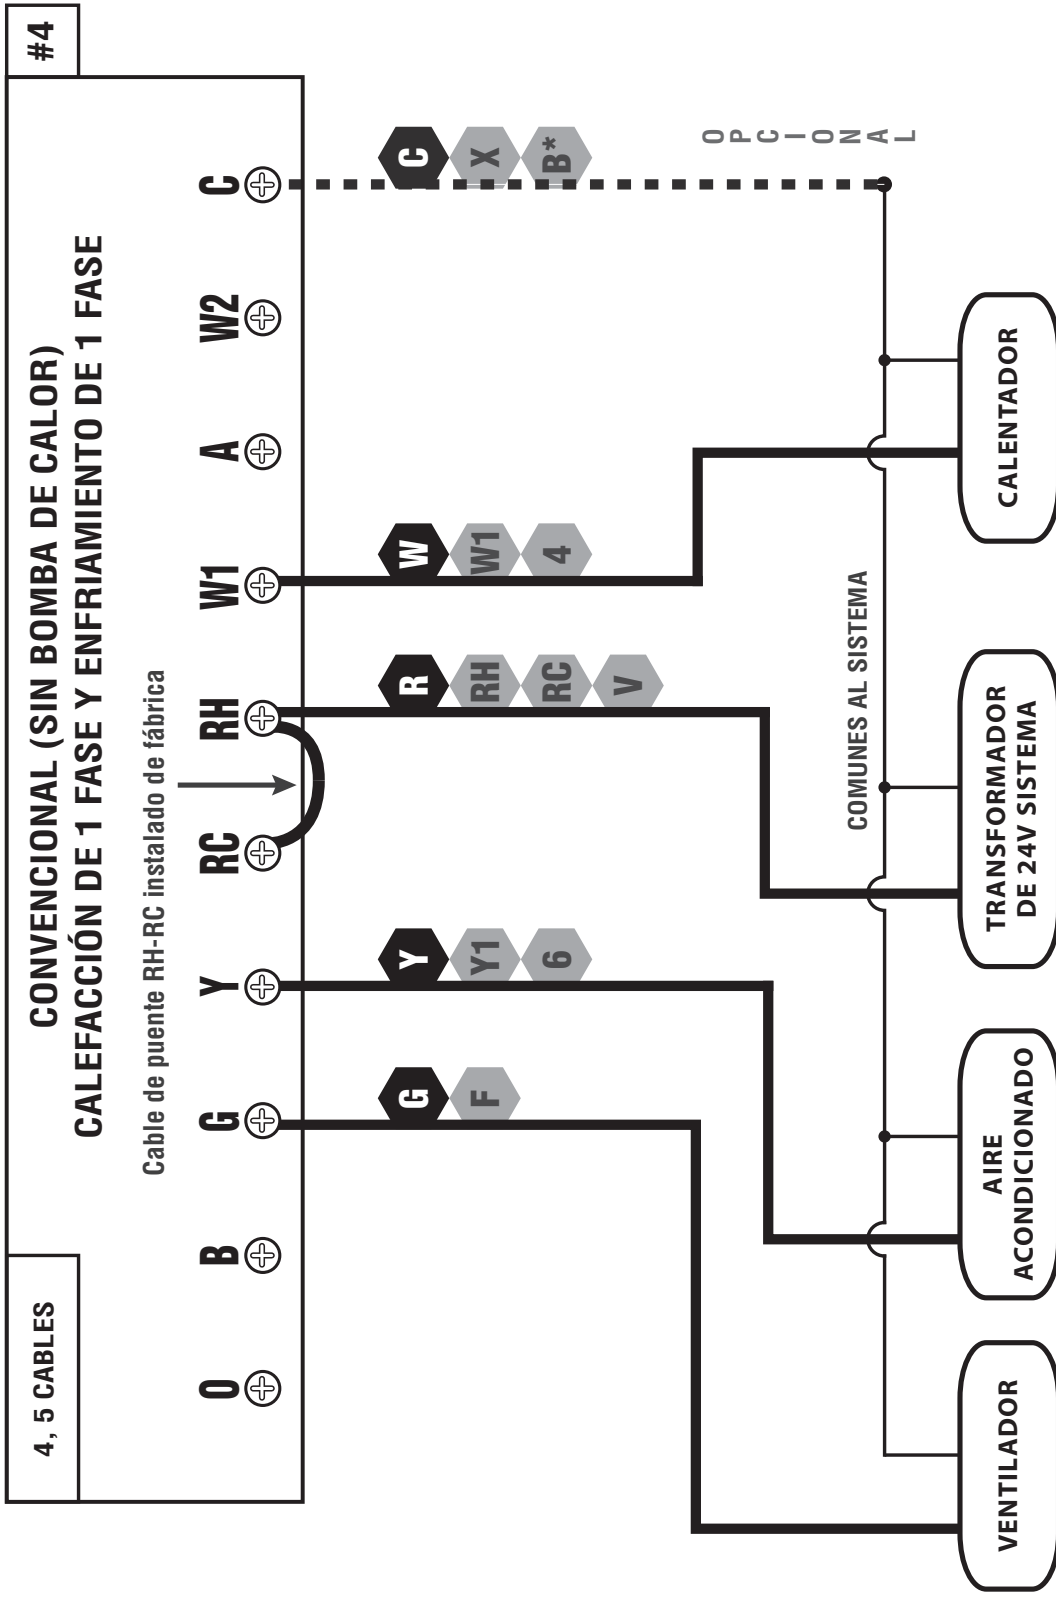 4, 5 CABLES
#4
CONVENCIONAL (SIN BOMBA DE CALOR)
CALEFACCIÓN DE 1 FASE Y ENFRIAMIENTO DE 1 FASE
Cable de puente RH-RC instalado de fábrica
O B G Y RC RH W1 A W2 C
G Y R W C
F Y1 RH W1 X
6 RC 4 B*
V
OPCIONAL
COMUNES AL SISTEMA
VENTILADOR
AIRE
ACONDICIONADO
TRANSFORMADOR
DE 24V SISTEMA
CALENTADOR